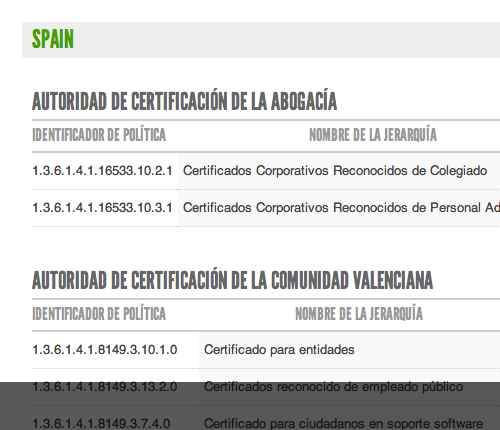 SPAIN
AUTORIDAD DE CERTIFICACIÓN DE LA ABOGACÍA
IDENTIFICADOR DE POLÍTICA NOMBRE DE LA JERARQUÍA
1.3.6.1.4.1.16533.10.2.1 Certificados Corporativos Reconocidos de Colegiado
1.3.6.1.4.1.16533.10.3.1 Certificados Corporativos Reconocidos de Personal Ad
AUTORIDAD DE CERTIFICACIÓN DE LA COMUNIDAD VALENCIANA
IDENTIFICADOR DE POLÍTICA NOMBRE DE LA JERARQUÍA
1.3.6.1.4.1.8149.3.10.1.0 Certificado para entidades
1.3.6.1.4.1.8149.3.13.2.0 Certificados reconocido de empleado público
1.3.6.1.4.1.8149.3.7.4.0 Certificado para ciudadanos en soporte software